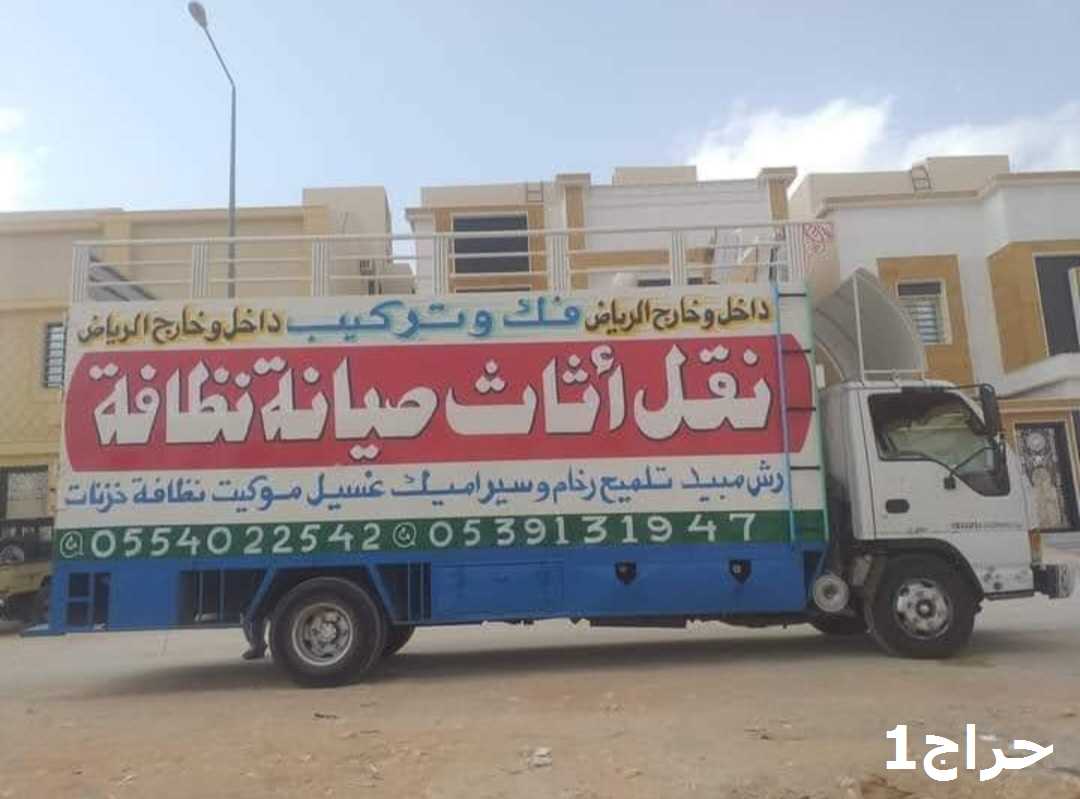 داخل وخارج الرياض فك وتركيب داخل وخارج الرياض
نقل أثاث صيانة نظافة
رش مبيد تلميع رخام وسيراميك غسيل موكيت نظافة خزنات
0539131947 0554022542
ISUZU
حراج1